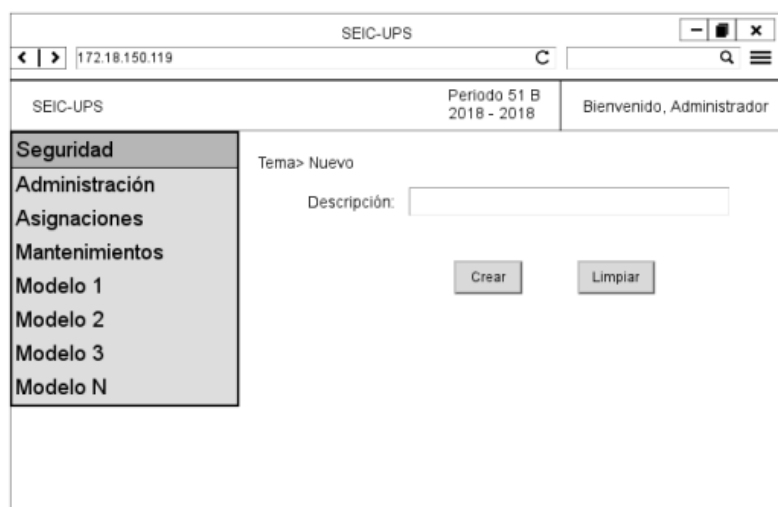 SEIC-UPS
172.18.150.119
SEIC-UPS
Periodo 51 B
2018 - 2018
Bienvenido, Administrador
Seguridad
Administración
Asignaciones
Mantenimientos
Modelo 1
Modelo 2
Modelo 3
Modelo N
Tema> Nuevo
Descripción:
Crear
Limpiar